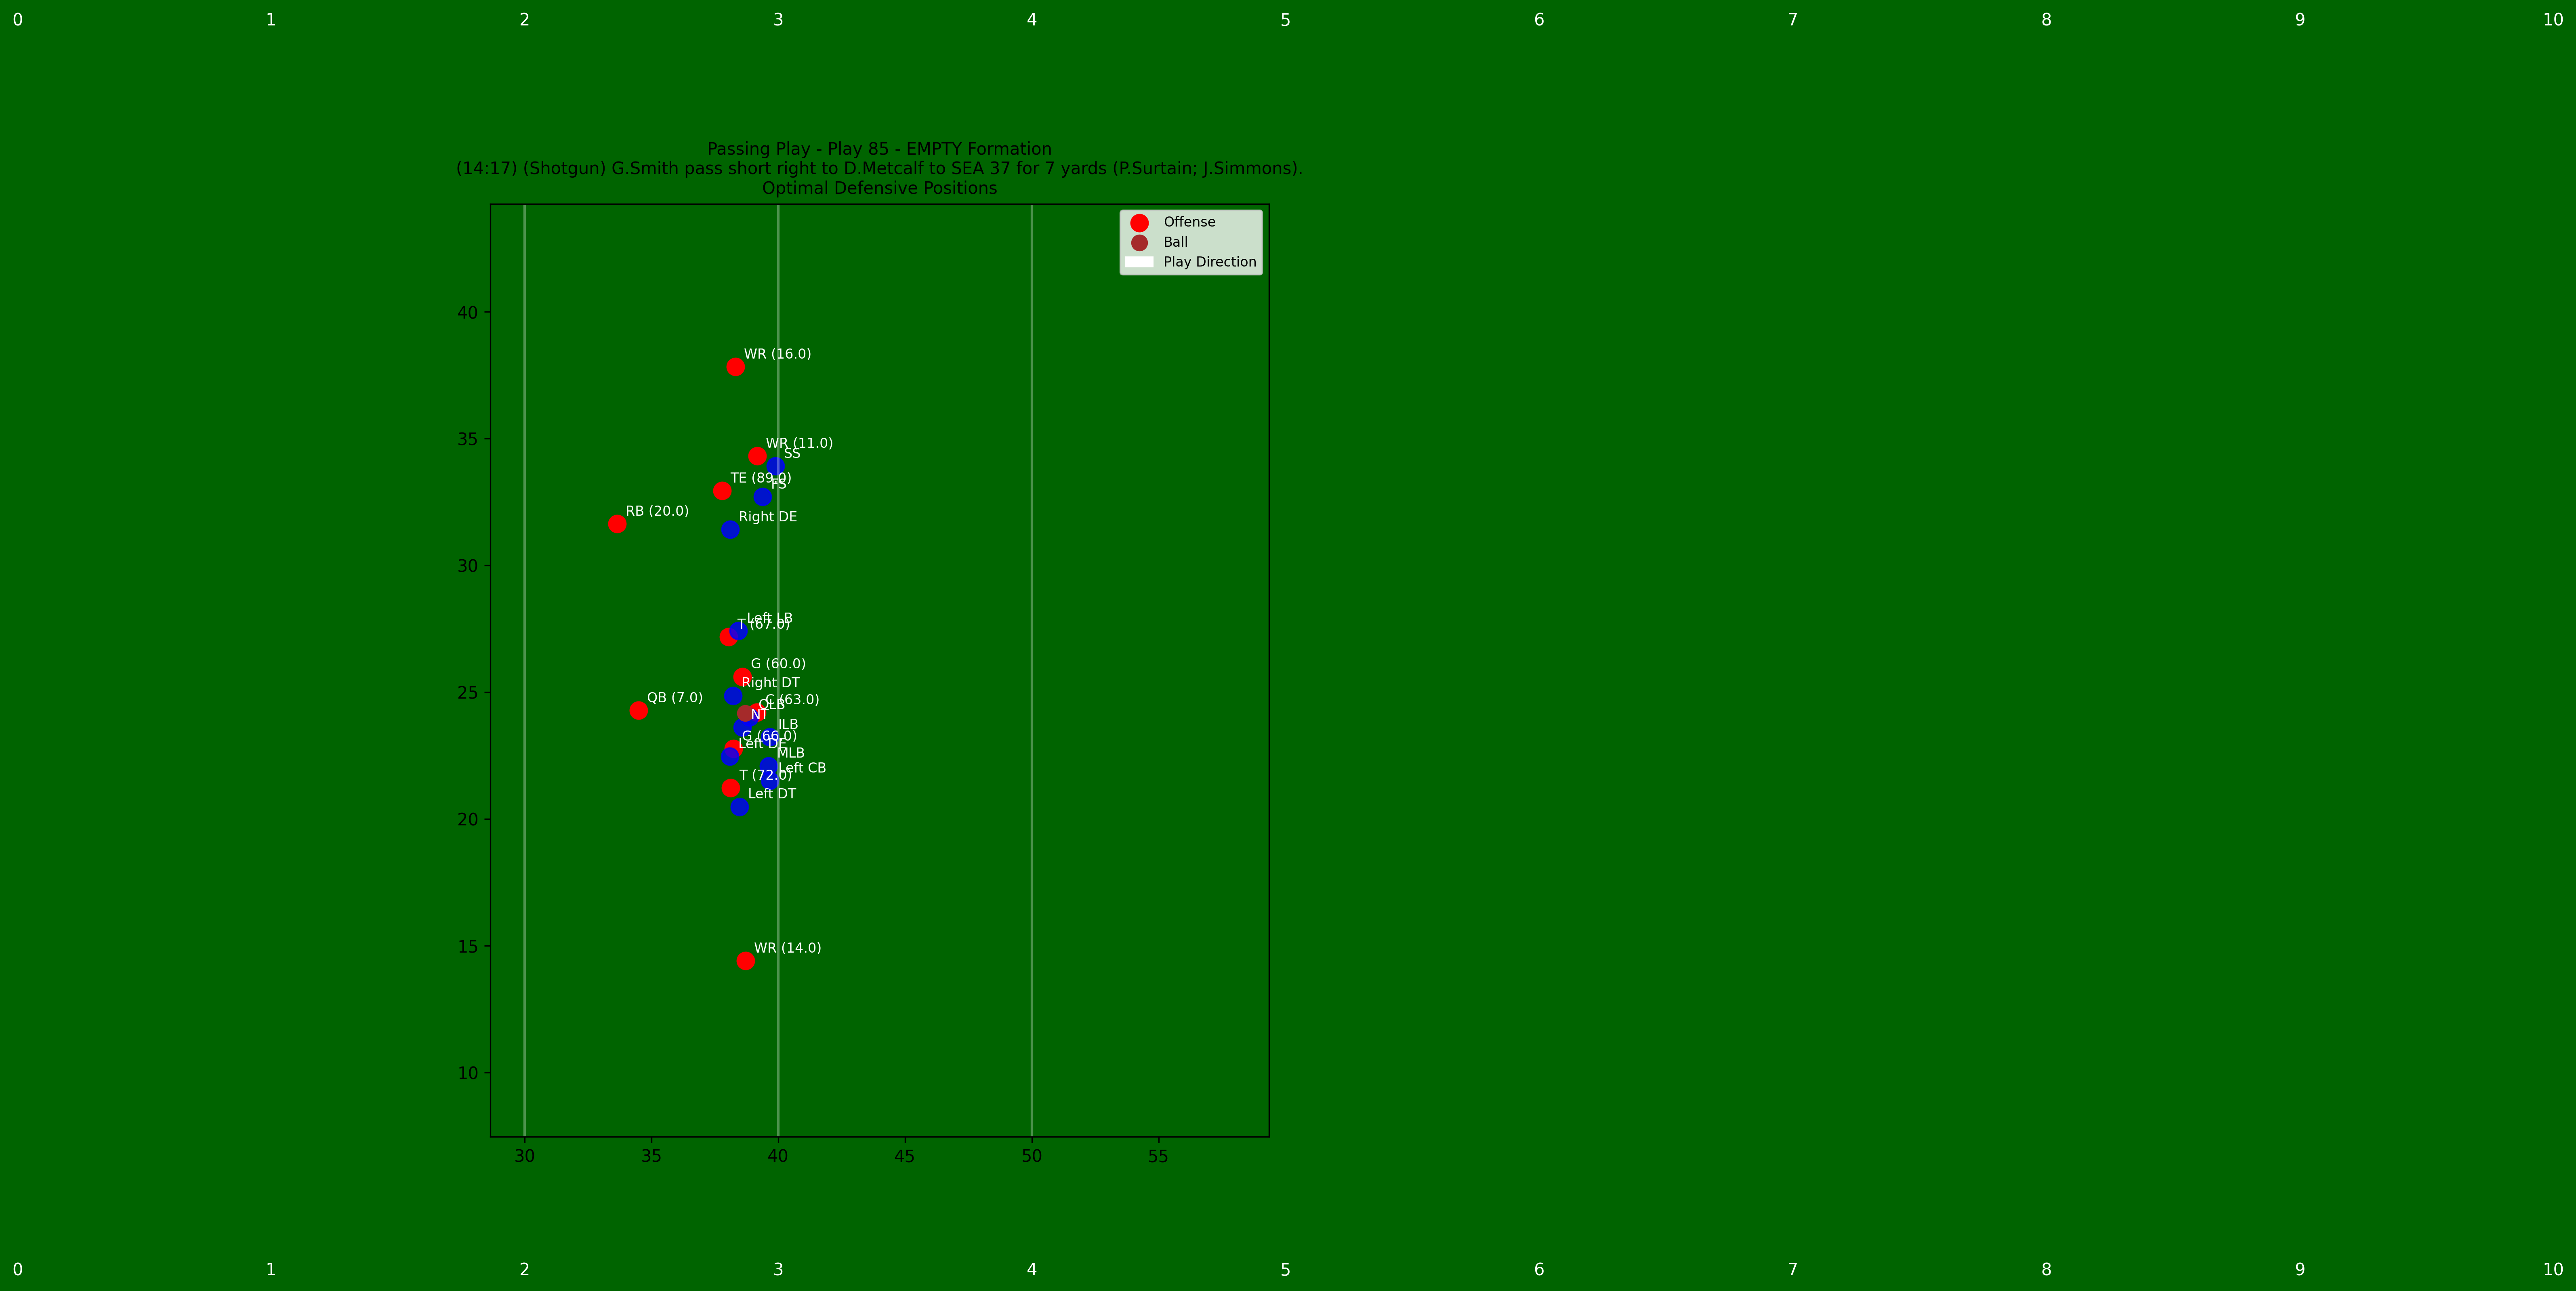 0 1 2 3 4 5 6 7 8 9 10
Passing Play - Play 85 - EMPTY Formation
(14:17) (Shotgun) G.Smith pass short right to D.Metcalf to SEA 37 for 7 yards (P.Surtain; J.Simmons).
Optimal Defensive Positions
Offense
Ball
Play Direction
40
WR (16.0)
35
WR (11.0)
SS
TE (89.0)
FS
RB (20.0)
Right DE
30
Left LB
T (67.0)
G (60.0)
Right DT
25
QB (7.0)
C (63.0)
OLB
NT
ILB
G (66.0)
Left DE
MLB
Left CB
T (72.0)
Left DT
20
15
WR (14.0)
10
30 35 40 45 50 55
0 1 2 3 4 5 6 7 8 9 10